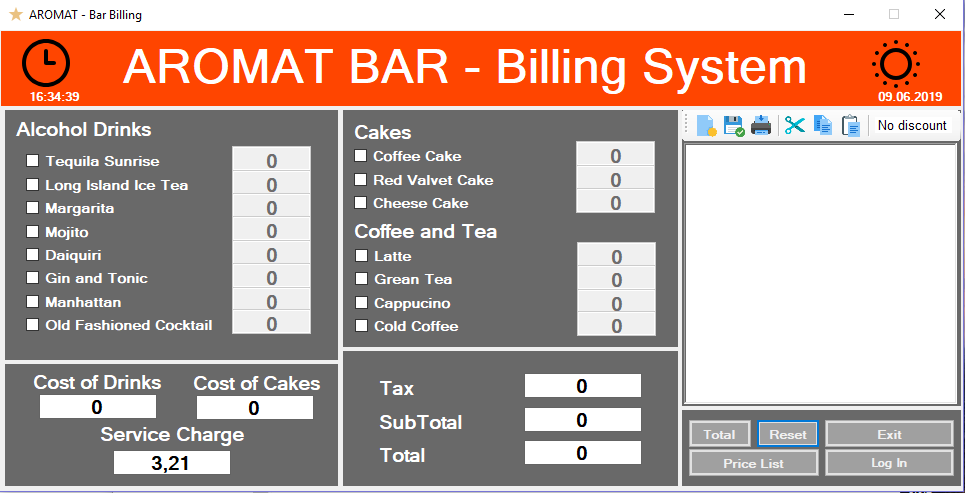 AROMAT - Bar Billing
AROMAT BAR - Billing System
16:34:39
09.06.2019
Alcohol Drinks
Tequila Sunrise 0
Long Island Ice Tea 0
Margarita 0
Mojito 0
Daiquiri 0
Gin and Tonic 0
Manhattan 0
Old Fashioned Cocktail 0
Cakes
Coffee Cake 0
Red Valvet Cake 0
Cheese Cake 0
Coffee and Tea
Latte 0
Grean Tea 0
Cappucino 0
Cold Coffee 0
No discount
Cost of Drinks
0
Cost of Cakes
0
Service Charge
3,21
Tax 0
SubTotal 0
Total 0
Total Reset Exit
Price List Log In